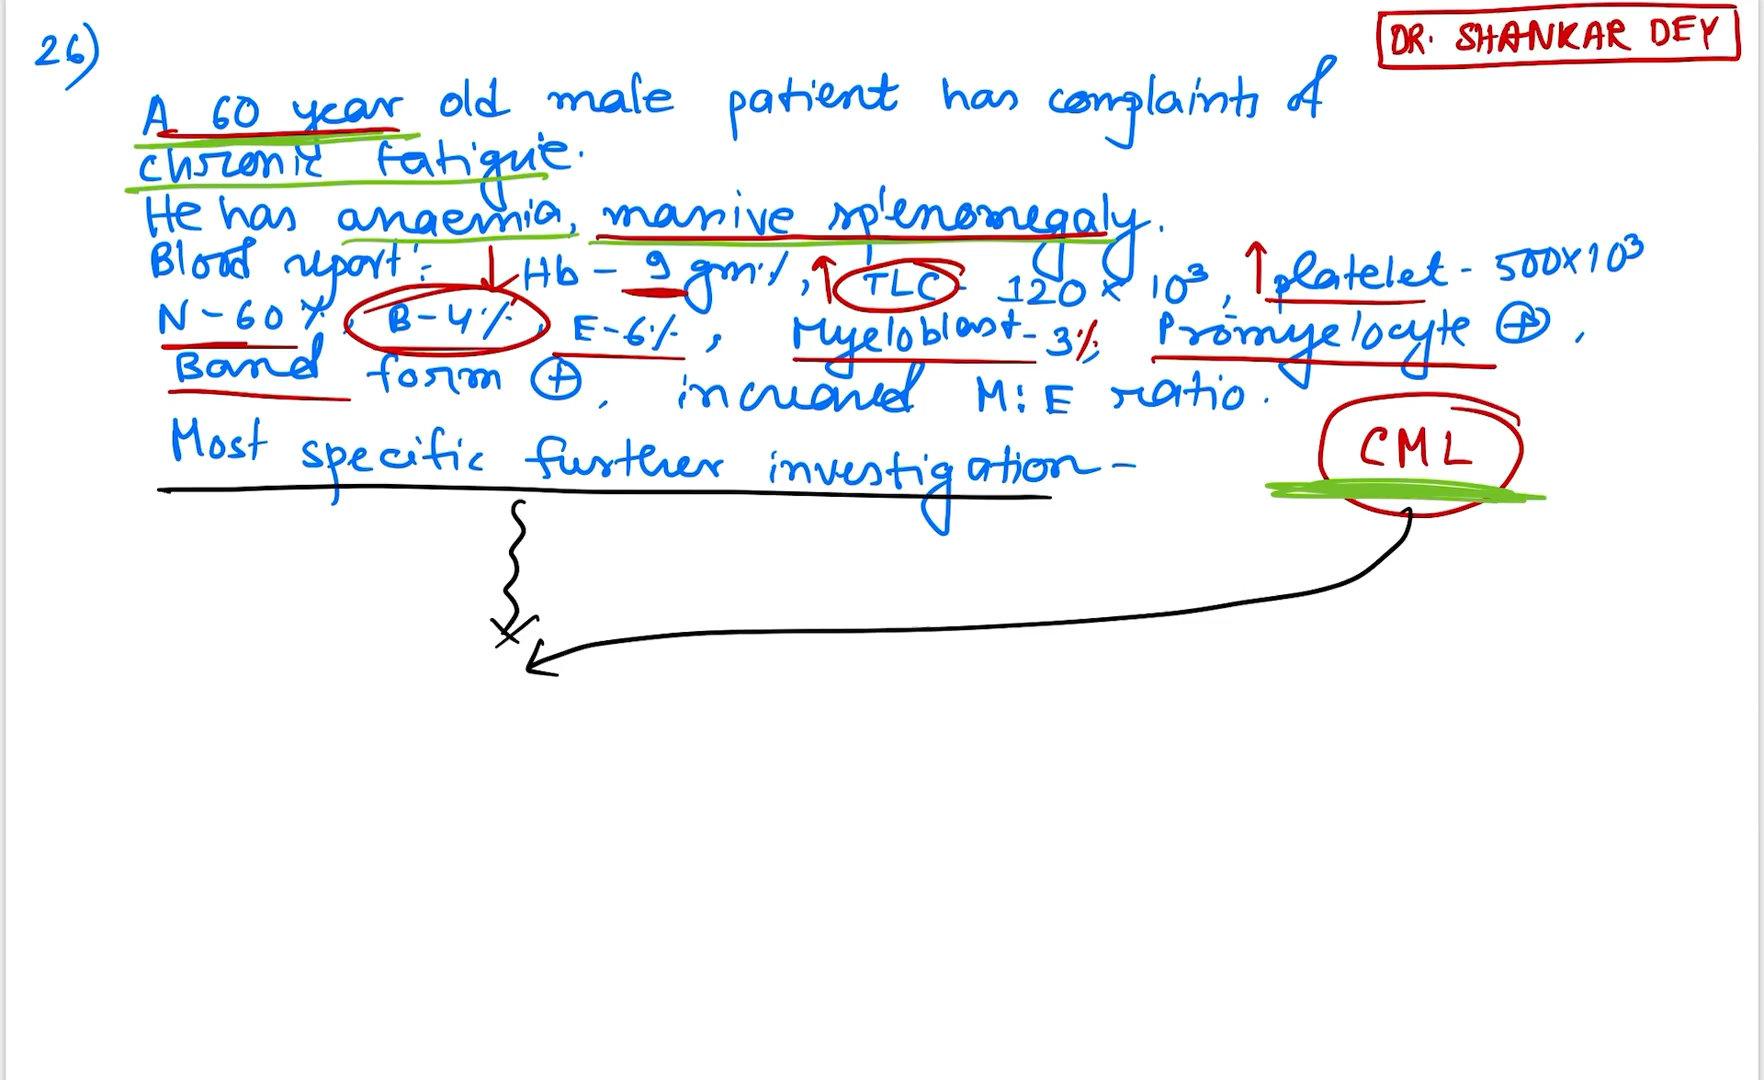 26)
DR. SHANKAR DEY
A 60 year old male patient has complaints of
chronic fatigue.
He has anaemia, massive splenomegaly.
Blood report:- ↓ Hb - 9 gm%, ↑ TLC - 120 × 10³, ↑ platelet - 500×10³
N-60%, B-4%, E-6%, Myeloblast-3%, Promyelocyte ⊕,
Band form ⊕, increased M:E ratio.
Most specific further investigation -
CML